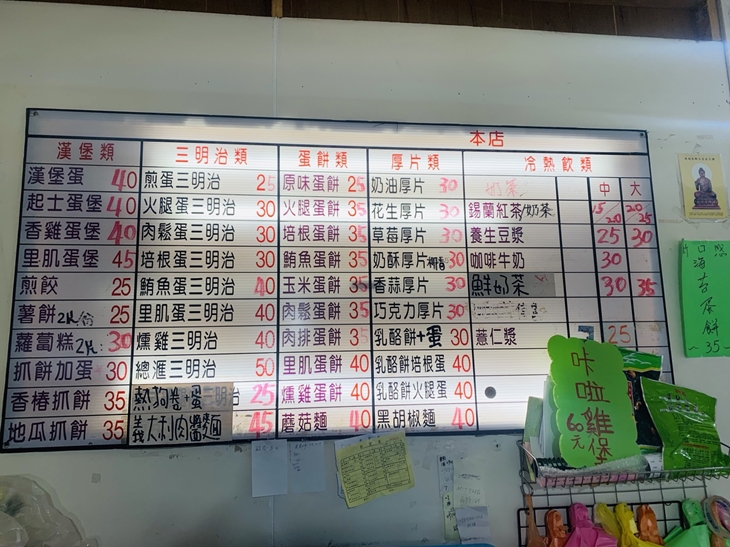 本店
漢堡類 三明治類 蛋餅類 厚片類 冷熱飲類
漢堡蛋 40 煎蛋三明治 25 原味蛋餅 25 奶油厚片 30 奶茶 中 大
起士蛋堡 40 火腿蛋三明治 30 火腿蛋餅 35 花生厚片 30 錫蘭紅茶/奶茶 15/20 20/25
香雞蛋堡 40 肉鬆蛋三明治 30 培根蛋餅 35 草莓厚片 30 養生豆漿 25 30
里肌蛋堡 45 培根蛋三明治 30 鮪魚蛋餅 35 奶酥厚片 30 咖啡牛奶 30
煎餃 25 鮪魚蛋三明治 40 玉米蛋餅 35 香蒜厚片 30 鮮奶茶 30 35
薯餅 25 里肌蛋三明治 40 肉鬆蛋餅 35 巧克力厚片 30
蘿蔔糕 30 燻雞三明治 40 肉排蛋餅 35 乳酪餅+蛋 30 薏仁漿 25
抓餅加蛋 30 總滙三明治 50 里肌蛋餅 40 乳酪餅培根蛋 40
香椿抓餅 35 熱狗卷+蛋三明治 25 燻雞蛋餅 40 乳酪餅火腿蛋 40
地瓜抓餅 35 義大利肉醬麵 45 蘑菇麵 40 黑胡椒麵 40
海苔蛋餅
~35~
咔啦雞堡
60元